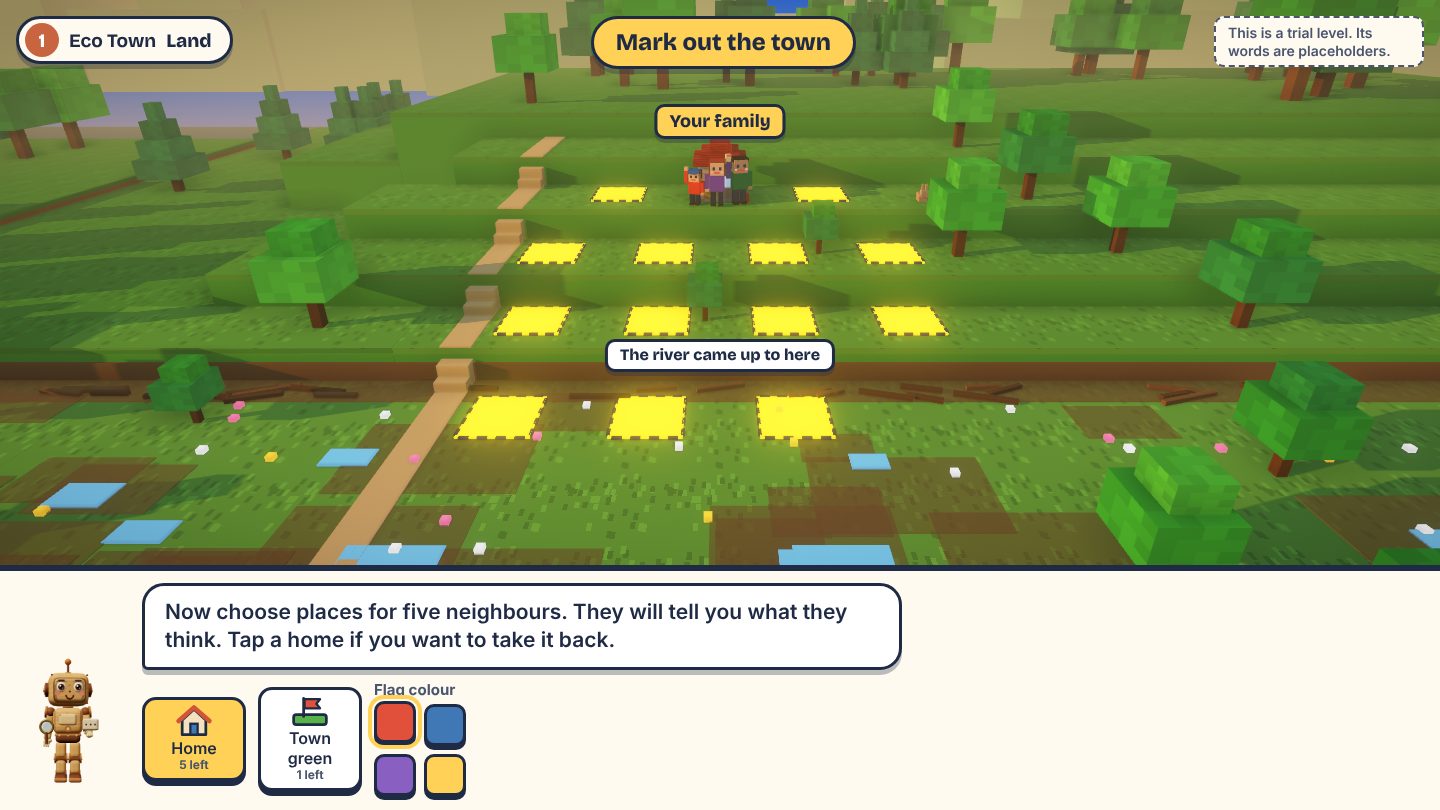 1 Eco Town Land
Mark out the town
This is a trial level. Its
words are placeholders.
Your family
The river came up to here
Now choose places for five neighbours. They will tell you what they
think. Tap a home if you want to take it back.
Flag colour
Home
5 left
Town
green
1 left